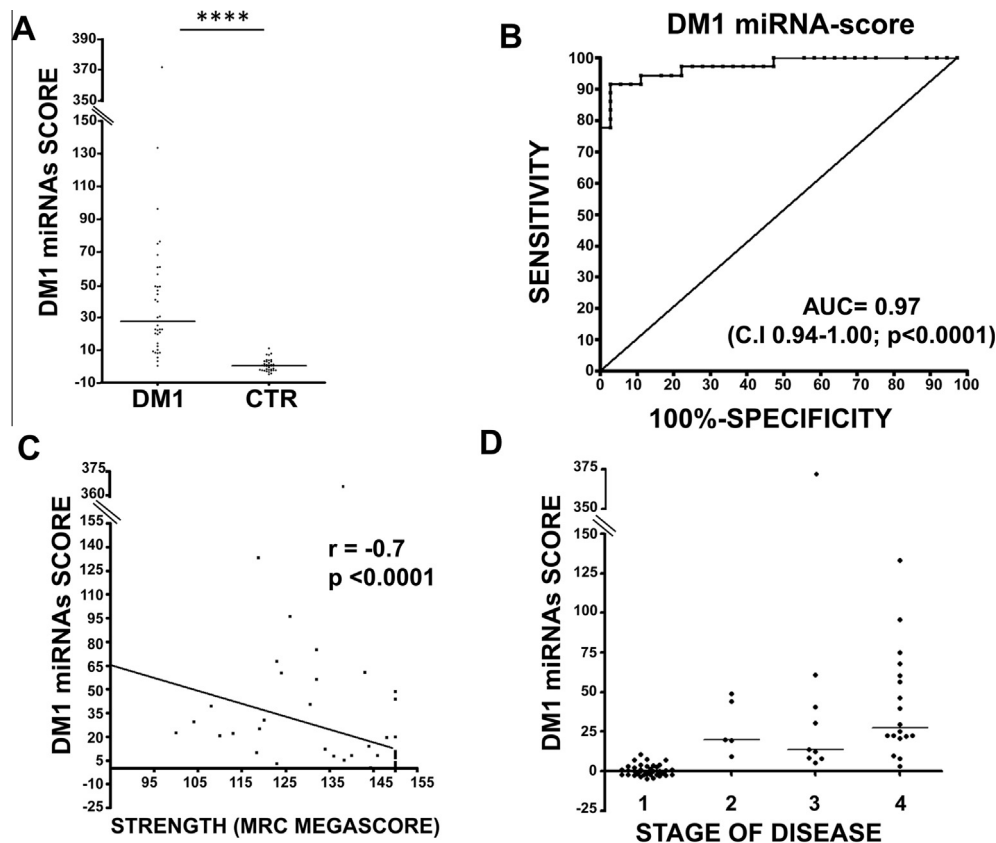 A
****
DM1 miRNAs SCORE
390
370
350
150
130
110
90
70
50
30
10
-10
DM1 CTR
B
DM1 miRNA-score
SENSITIVITY
100
90
80
70
60
50
40
30
20
10
0
AUC= 0.97
(C.I 0.94-1.00; p<0.0001)
0 10 20 30 40 50 60 70 80 90 100
100%-SPECIFICITY
C
DM1 miRNAs SCORE
375
360
155
140
125
110
95
80
65
50
35
20
5
-10
-25
r = -0.7
p <0.0001
95 105 115 125 135 145 155
STRENGTH (MRC MEGASCORE)
D
DM1 miRNAs SCORE
375
350
150
125
100
75
50
25
0
-25
1 2 3 4
STAGE OF DISEASE